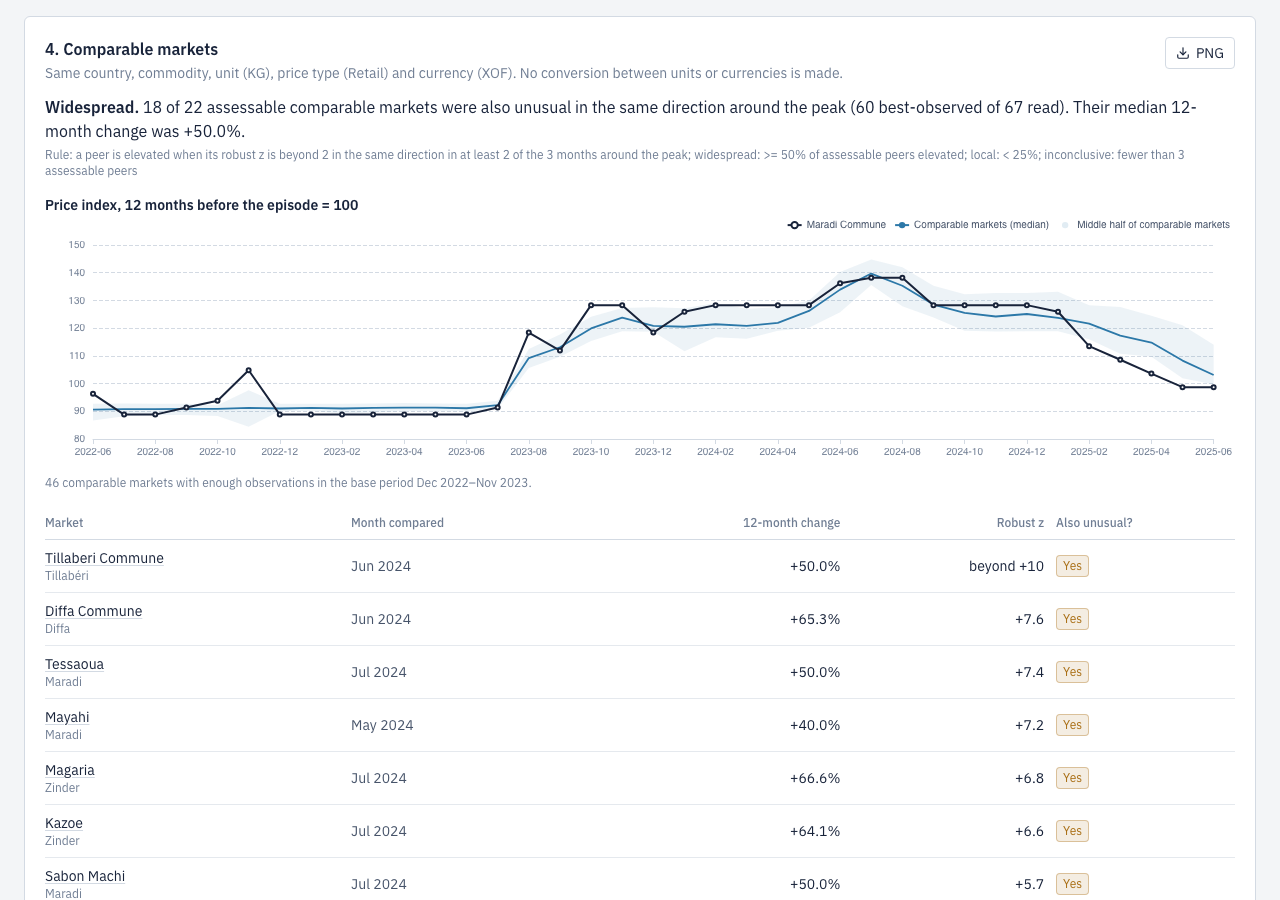 4. Comparable markets
PNG
Same country, commodity, unit (KG), price type (Retail) and currency (XOF). No conversion between units or currencies is made.
Widespread. 18 of 22 assessable comparable markets were also unusual in the same direction around the peak (60 best-observed of 67 read). Their median 12-
month change was +50.0%.
Rule: a peer is elevated when its robust z is beyond 2 in the same direction in at least 2 of the 3 months around the peak; widespread: >= 50% of assessable peers elevated; local: < 25%; inconclusive: fewer than 3
assessable peers
Price index, 12 months before the episode = 100
Maradi Commune Comparable markets (median) Middle half of comparable markets
150
140
130
120
110
100
90
80
2022-06 2022-08 2022-10 2022-12 2023-02 2023-04 2023-06 2023-08 2023-10 2023-12 2024-02 2024-04 2024-06 2024-08 2024-10 2024-12 2025-02 2025-04 2025-06
46 comparable markets with enough observations in the base period Dec 2022–Nov 2023.
Market Month compared 12-month change Robust z Also unusual?
Tillaberi Commune Jun 2024 +50.0% beyond +10 Yes
Tillabéri
Diffa Commune Jun 2024 +65.3% +7.6 Yes
Diffa
Tessaoua Jul 2024 +50.0% +7.4 Yes
Maradi
Mayahi May 2024 +40.0% +7.2 Yes
Maradi
Magaria Jul 2024 +66.6% +6.8 Yes
Zinder
Kazoe Jul 2024 +64.1% +6.6 Yes
Zinder
Sabon Machi Jul 2024 +50.0% +5.7 Yes
Maradi